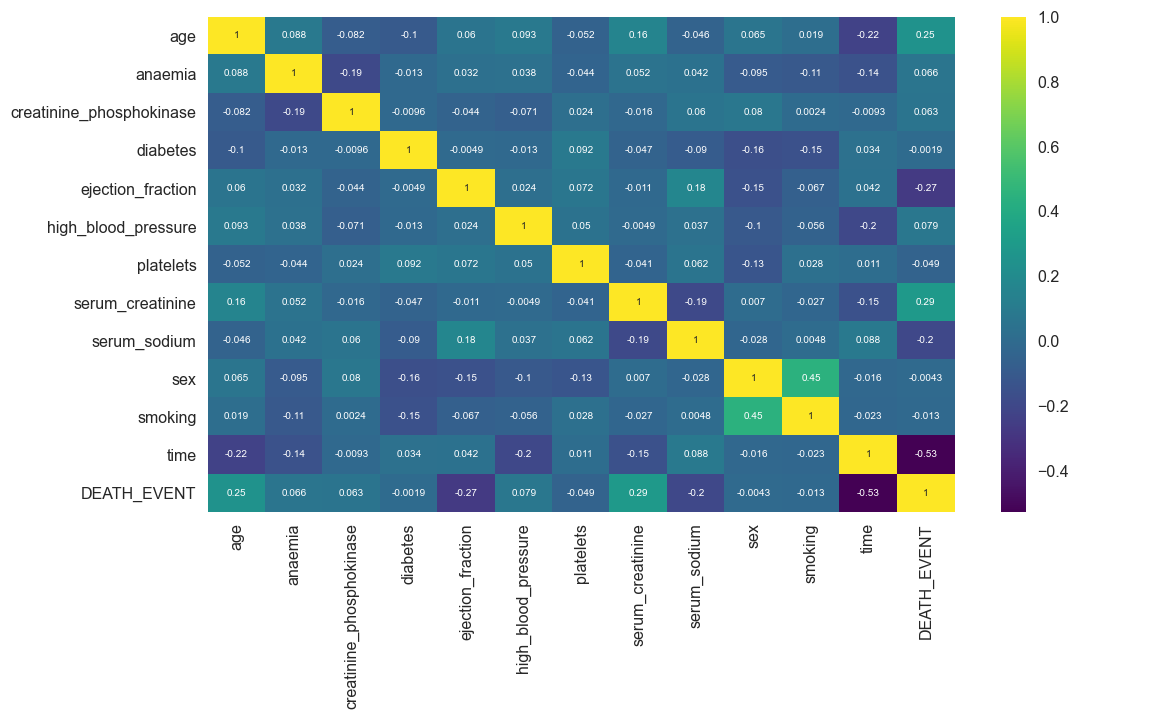 age 1 0.088 -0.082 -0.1 0.06 0.093 -0.052 0.16 -0.046 0.065 0.019 -0.22 0.25
anaemia 0.088 1 -0.19 -0.013 0.032 0.038 -0.044 0.052 0.042 -0.095 -0.11 -0.14 0.066
creatinine_phosphokinase -0.082 -0.19 1 -0.0096 -0.044 -0.071 0.024 -0.016 0.06 0.08 0.0024 -0.0093 0.063
diabetes -0.1 -0.013 -0.0096 1 -0.0049 -0.013 0.092 -0.047 -0.09 -0.16 -0.15 0.034 -0.0019
ejection_fraction 0.06 0.032 -0.044 -0.0049 1 0.024 0.072 -0.011 0.18 -0.15 -0.067 0.042 -0.27
high_blood_pressure 0.093 0.038 -0.071 -0.013 0.024 1 0.05 -0.0049 0.037 -0.1 -0.056 -0.2 0.079
platelets -0.052 -0.044 0.024 0.092 0.072 0.05 1 -0.041 0.062 -0.13 0.028 0.011 -0.049
serum_creatinine 0.16 0.052 -0.016 -0.047 -0.011 -0.0049 -0.041 1 -0.19 0.007 -0.027 -0.15 0.29
serum_sodium -0.046 0.042 0.06 -0.09 0.18 0.037 0.062 -0.19 1 -0.028 0.0048 0.088 -0.2
sex 0.065 -0.095 0.08 -0.16 -0.15 -0.1 -0.13 0.007 -0.028 1 0.45 -0.016 -0.0043
smoking 0.019 -0.11 0.0024 -0.15 -0.067 -0.056 0.028 -0.027 0.0048 0.45 1 -0.023 -0.013
time -0.22 -0.14 -0.0093 0.034 0.042 -0.2 0.011 -0.15 0.088 -0.016 -0.023 1 -0.53
DEATH_EVENT 0.25 0.066 0.063 -0.0019 -0.27 0.079 -0.049 0.29 -0.2 -0.0043 -0.013 -0.53 1
age
anaemia
creatinine_phosphokinase
diabetes
ejection_fraction
high_blood_pressure
platelets
serum_creatinine
serum_sodium
sex
smoking
time
DEATH_EVENT
1.0
0.8
0.6
0.4
0.2
0.0
−0.2
−0.4